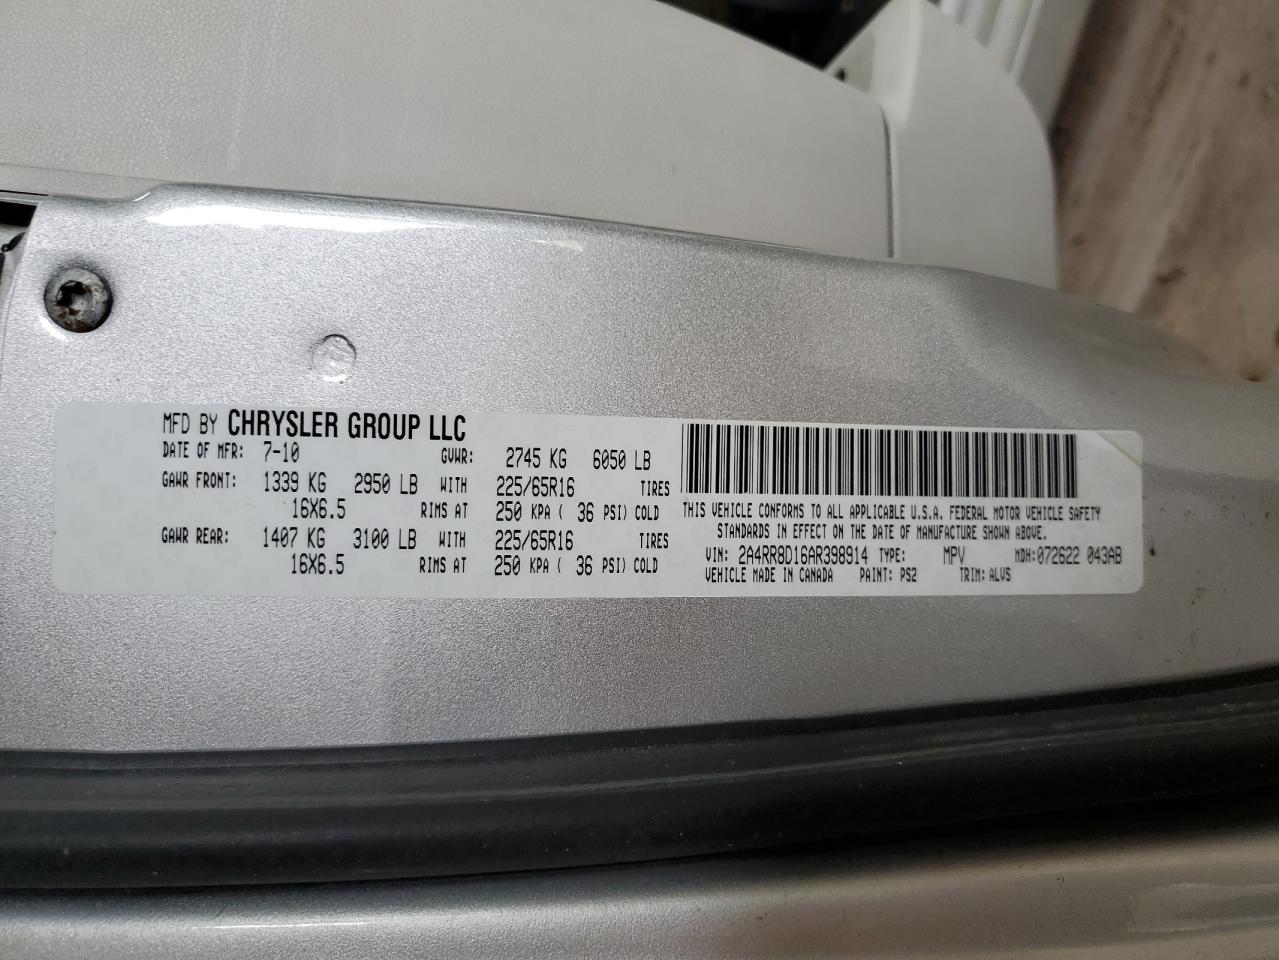 MFD BY CHRYSLER GROUP LLC
DATE OF MFR: 7-10 GVWR: 2745 KG 6050 LB
GAWR FRONT: 1339 KG 2950 LB WITH 225/65R16 TIRES
16X6.5 RIMS AT 250 KPA ( 36 PSI) COLD
GAWR REAR: 1407 KG 3100 LB WITH 225/65R16 TIRES
16X6.5 RIMS AT 250 KPA ( 36 PSI) COLD
THIS VEHICLE CONFORMS TO ALL APPLICABLE U.S.A. FEDERAL MOTOR VEHICLE SAFETY
STANDARDS IN EFFECT ON THE DATE OF MANUFACTURE SHOWN ABOVE.
VIN: 2A4RR8D16AR398914 TYPE: MPV MDH:072622 043AB
VEHICLE MADE IN CANADA PAINT: PS2 TRIM: ALVS